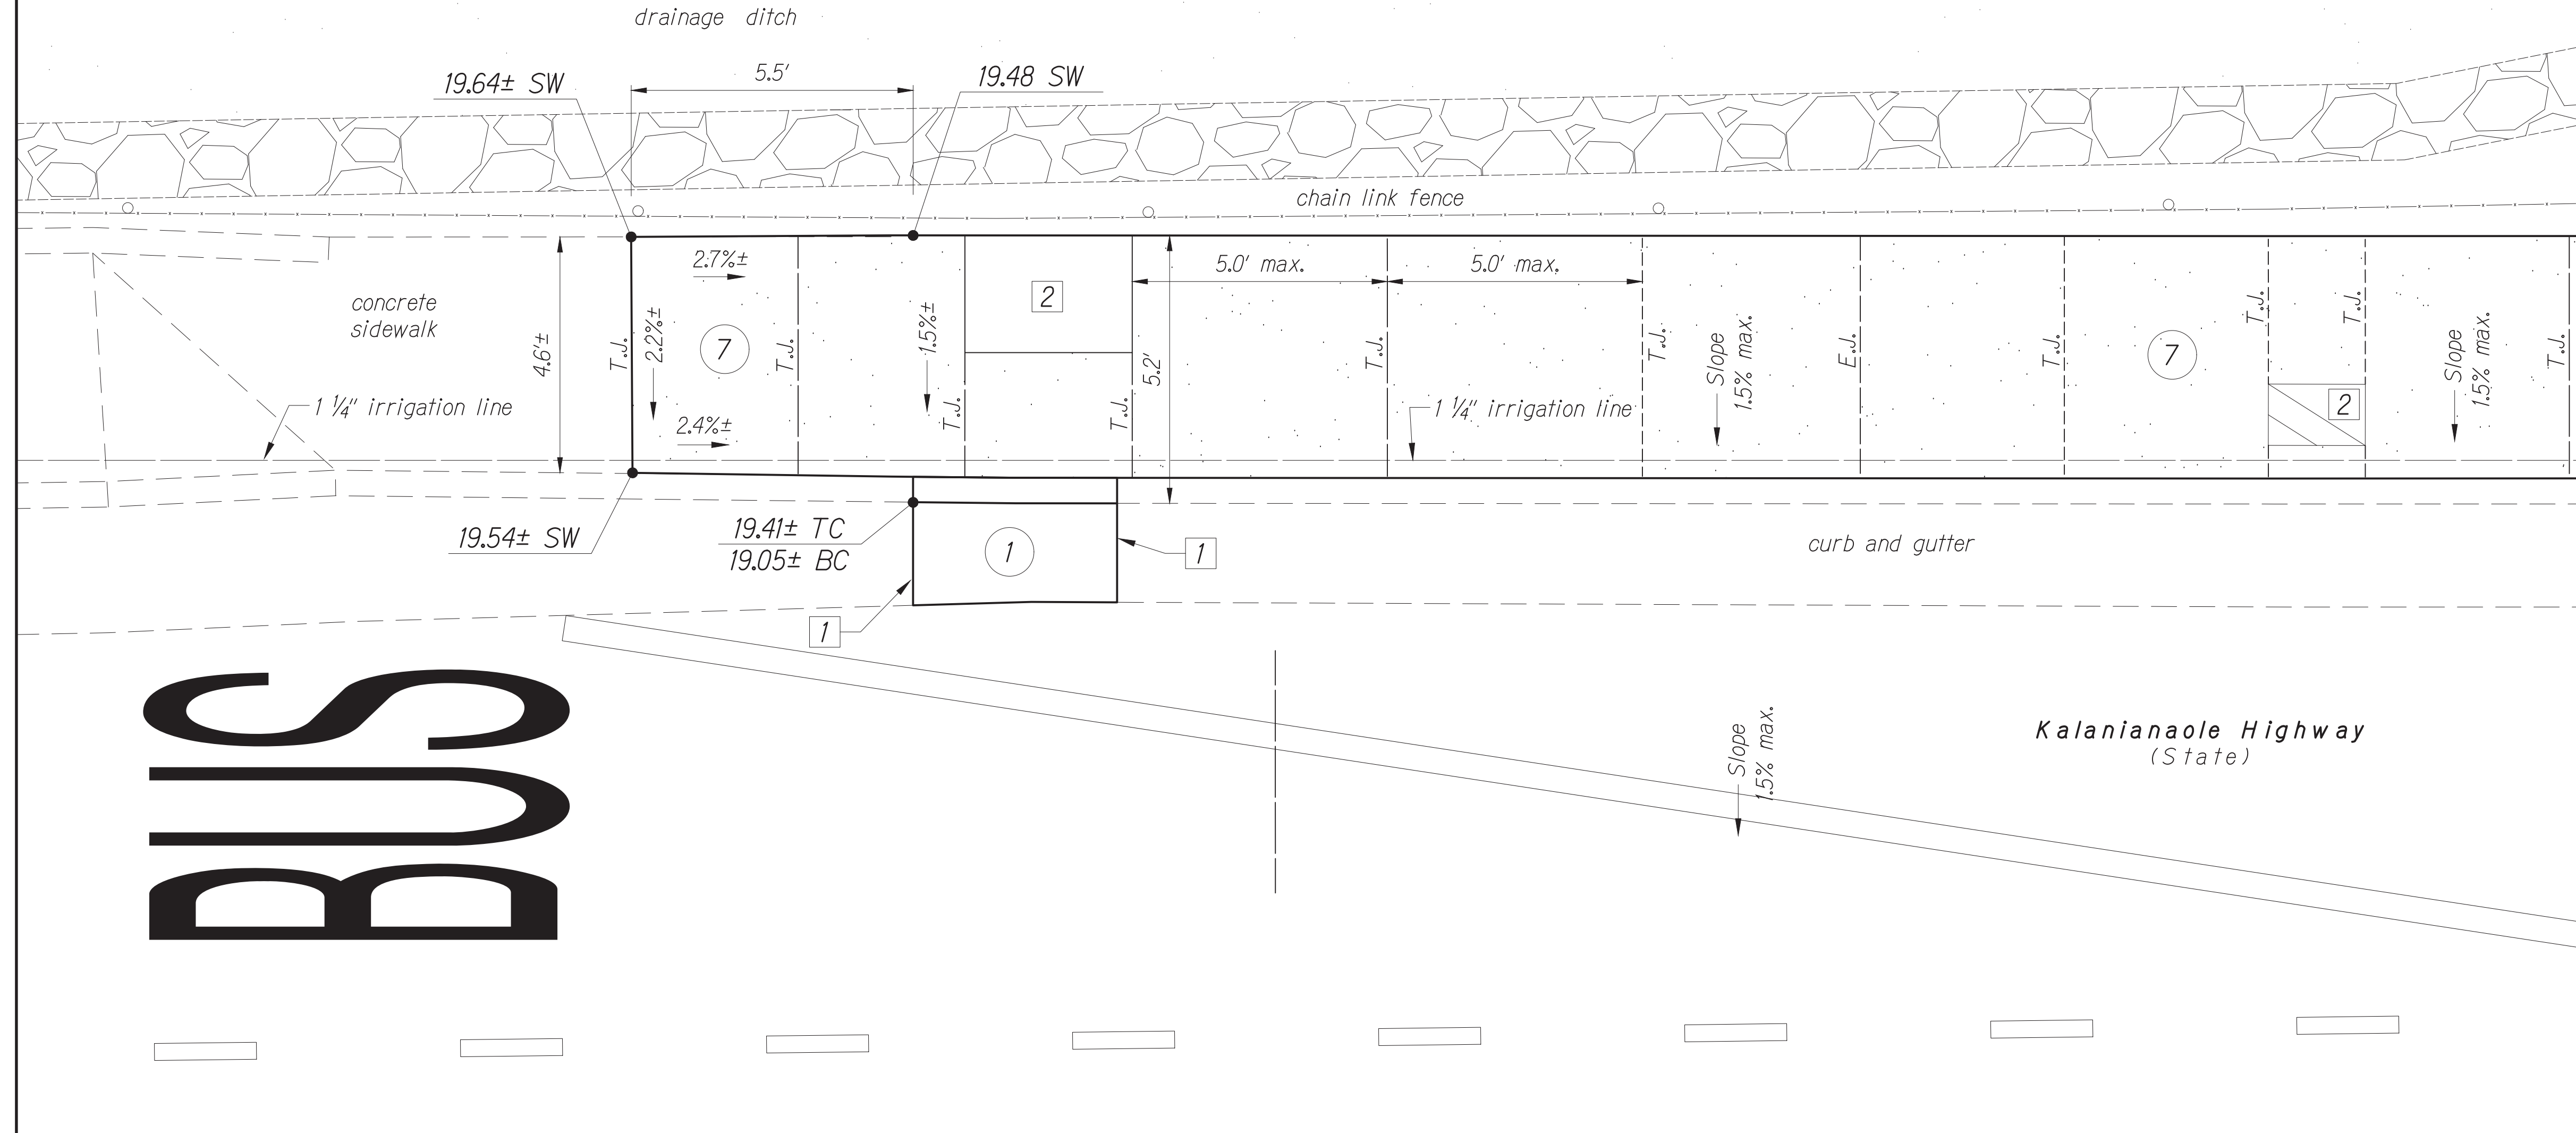 drainage ditch
19.64± SW
5.5'
19.48 SW
chain link fence
concrete
sidewalk
4.6'±
T.J.
2.2%±
2.7%±
7
2.4%±
T.J.
1.5%±
T.J.
2
T.J.
5.2'
5.0' max.
T.J.
5.0' max.
T.J.
Slope
1.5% max.
E.J.
T.J.
7
T.J.
T.J.
2
Slope
1.5% max.
T.J.
1 ¼" irrigation line
1 ¼" irrigation line
19.54± SW
19.41± TC
19.05± BC
1
1
1
curb and gutter
BUS
Slope
1.5% max.
Kalanianaole Highway
(State)